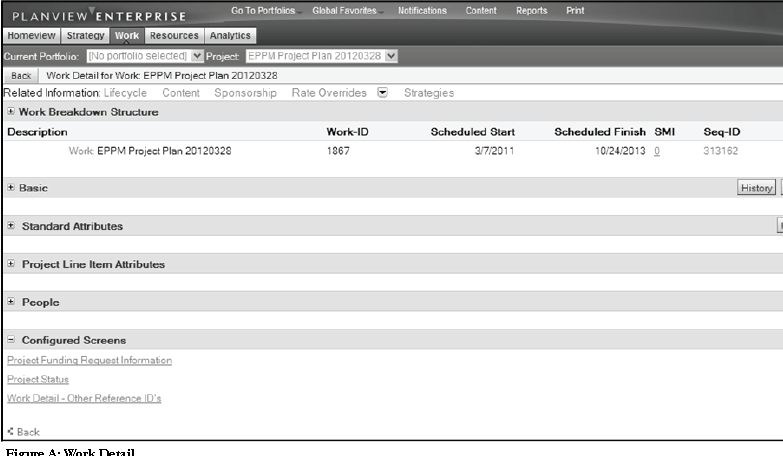 PLANVIEW ENTERPRISE Go To Portfolios Global Favorites Notifications Content Reports Print
Homeview Strategy Work Resources Analytics
Current Portfolio: [No portfolio selected] Project: EPPM Project Plan 20120328
Back Work Detail for Work: EPPM Project Plan 20120328
Related Information: Lifecycle Content Sponsorship Rate Overrides Strategies
Work Breakdown Structure
Description Work-ID Scheduled Start Scheduled Finish SMI Seq-ID
Work: EPPM Project Plan 20120328 1867 3/7/2011 10/24/2013 0 313162
Basic History
Standard Attributes
Project Line Item Attributes
People
Configured Screens
Project Funding Request Information
Project Status
Work Detail - Other Reference ID's
< Back
Figure A: Work Detail